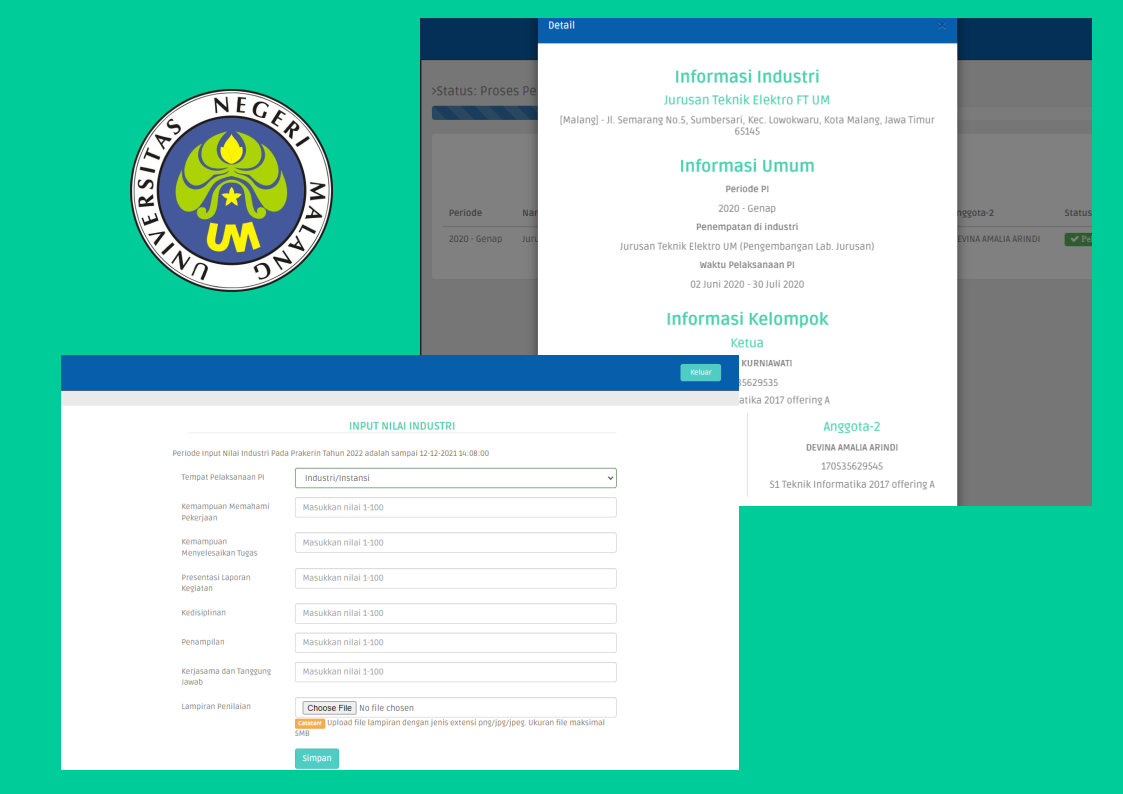 UNIVERSITAS NEGERI MALANG
UM
Detail
×
Informasi Industri
Jurusan Teknik Elektro FT UM
[Malang] - Jl. Semarang No.5, Sumbersari, Kec. Lowokwaru, Kota Malang, Jawa Timur
65145
Informasi Umum
Periode PI
2020 - Genap
Penempatan di industri
Jurusan Teknik Elektro UM (Pengembangan Lab. Jurusan)
Waktu Pelaksanaan PI
02 Juni 2020 - 30 Juli 2020
Informasi Kelompok
Ketua
KURNIAWATI
35629535
atika 2017 offering A
Anggota-2
DEVINA AMALIA ARINDI
170535629545
S1 Teknik Informatika 2017 offering A
>Status: Proses Pe
Periode Nar nggota-2 Status
2020 - Genap Juru EVINA AMALIA ARINDI
Keluar
INPUT NILAI INDUSTRI
Periode Input Nilai Industri Pada Prakerin Tahun 2022 adalah sampai 12-12-2021 14:08:00
Tempat Pelaksanaan PI Industri/Instansi
Kemampuan Memahami Masukkan nilai 1-100
Pekerjaan
Kemampuan Masukkan nilai 1-100
Menyelesaikan Tugas
Presentasi Laporan Masukkan nilai 1-100
Kegiatan
Kedisiplinan Masukkan nilai 1-100
Penampilan Masukkan nilai 1-100
Kerjasama dan Tanggung Masukkan nilai 1-100
Jawab
Lampiran Penilaian Choose File No file chosen
Catatan! Upload file lampiran dengan jenis extensi png/jpg/jpeg. Ukuran file maksimal
5MB
Simpan